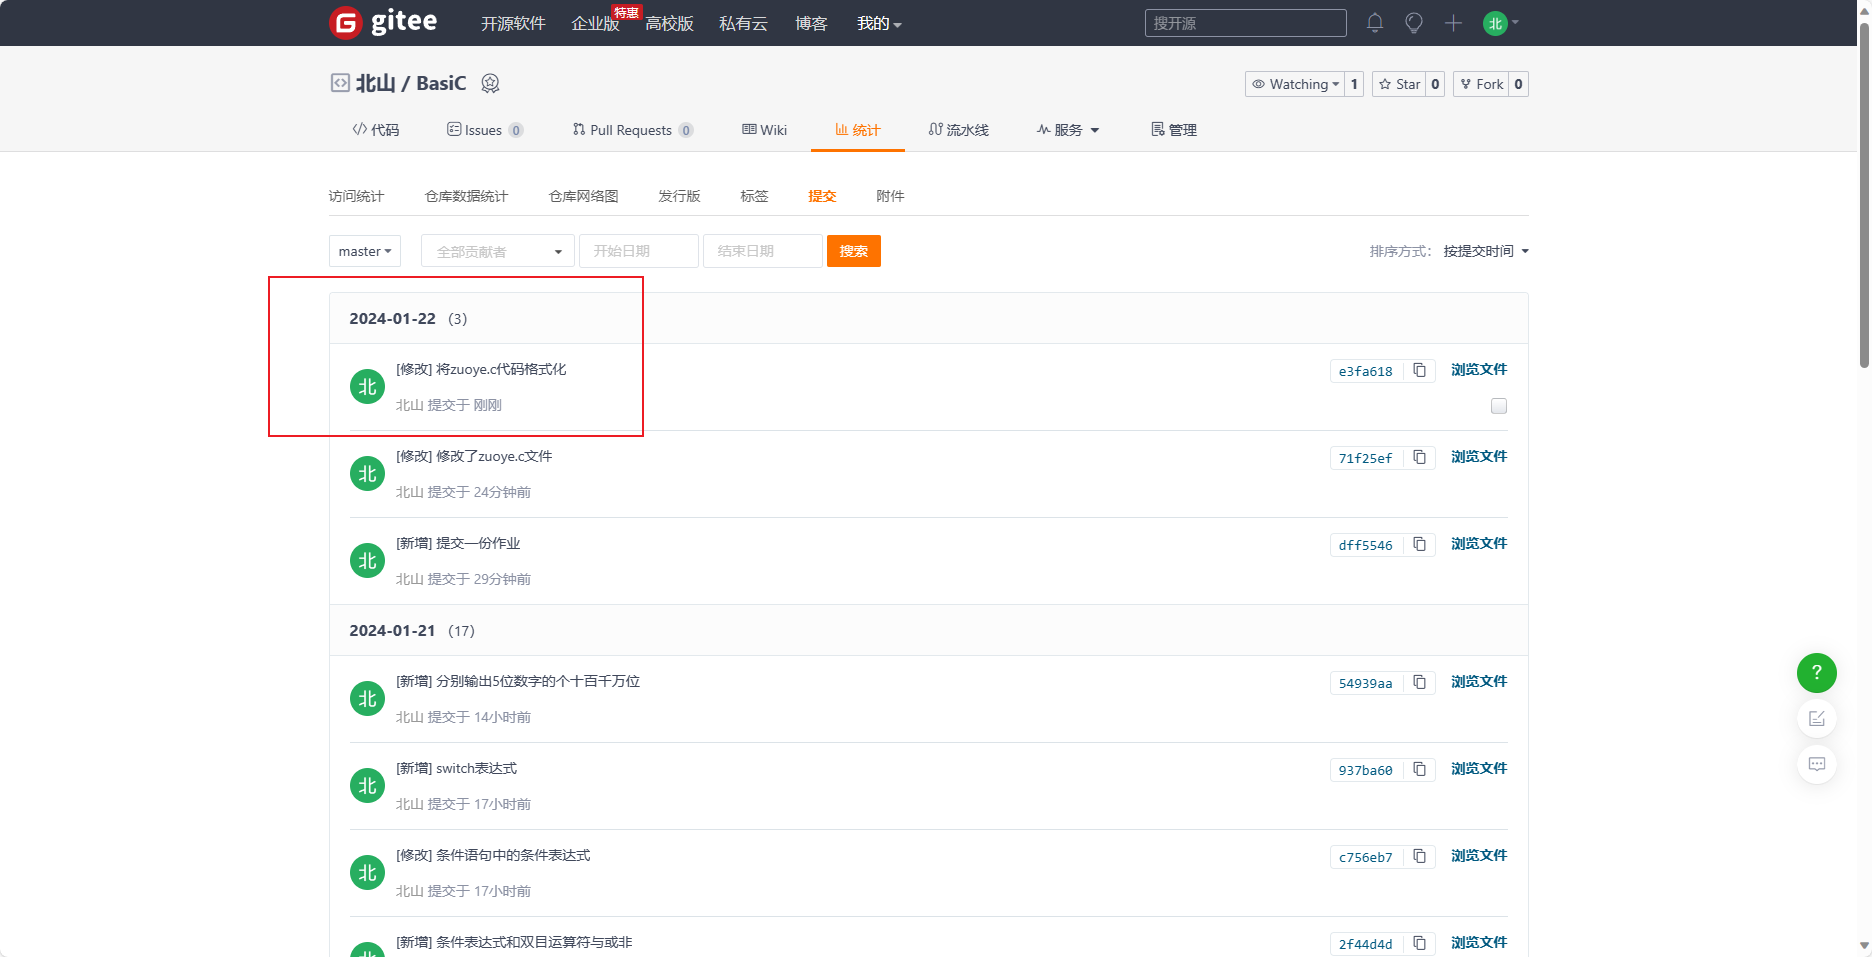 gitee 开源软件 企业版 特惠 高校版 私有云 博客 我的 搜开源 北
北山 / BasiC Watching 1 Star 0 Fork 0
代码 Issues 0 Pull Requests 0 Wiki 统计 流水线 服务 管理
访问统计 仓库数据统计 仓库网络图 发行版 标签 提交 附件
master 全部贡献者 开始日期 结束日期 搜索 排序方式： 按提交时间
2024-01-22 (3)
[修改] 将zuoye.c代码格式化 e3fa618 浏览文件
北
北山 提交于 刚刚
[修改] 修改了zuoye.c文件 71f25ef 浏览文件
北
北山 提交于 24分钟前
[新增] 提交一份作业 dff5546 浏览文件
北
北山 提交于 29分钟前
2024-01-21 (17)
[新增] 分别输出5位数字的个十百千万位 54939aa 浏览文件
北
北山 提交于 14小时前
[新增] switch表达式 937ba60 浏览文件
北
北山 提交于 17小时前
[修改] 条件语句中的条件表达式 c756eb7 浏览文件
北
北山 提交于 17小时前
[新增] 条件表达式和双目运算符与或非 2f44d4d 浏览文件
北
?